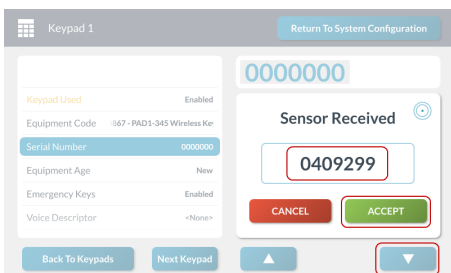 Keypad 1
Return To System Configuration
0000000
Keypad Used Enabled
Equipment Code 867 - PAD1-345 Wireless Ke
Serial Number 0000000
Equipment Age New
Emergency Keys Enabled
Voice Descriptor <None>
Sensor Received
0409299
CANCEL ACCEPT
Back To Keypads Next Keypad